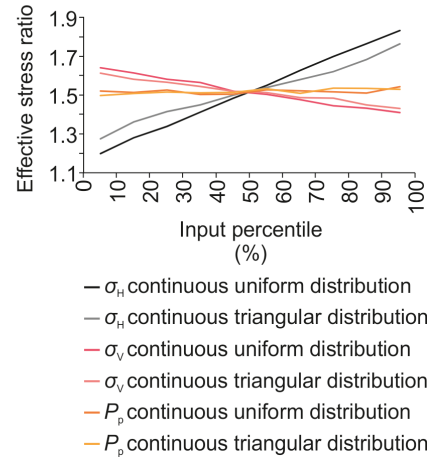 1.9
1.7
1.5
1.3
1.1
Effective stress ratio
0 10 20 30 40 50 60 70 80 90 100
Input percentile
(%)
σH continuous uniform distribution
σH continuous triangular distribution
σV continuous uniform distribution
σV continuous triangular distribution
Pp continuous uniform distribution
Pp continuous triangular distribution